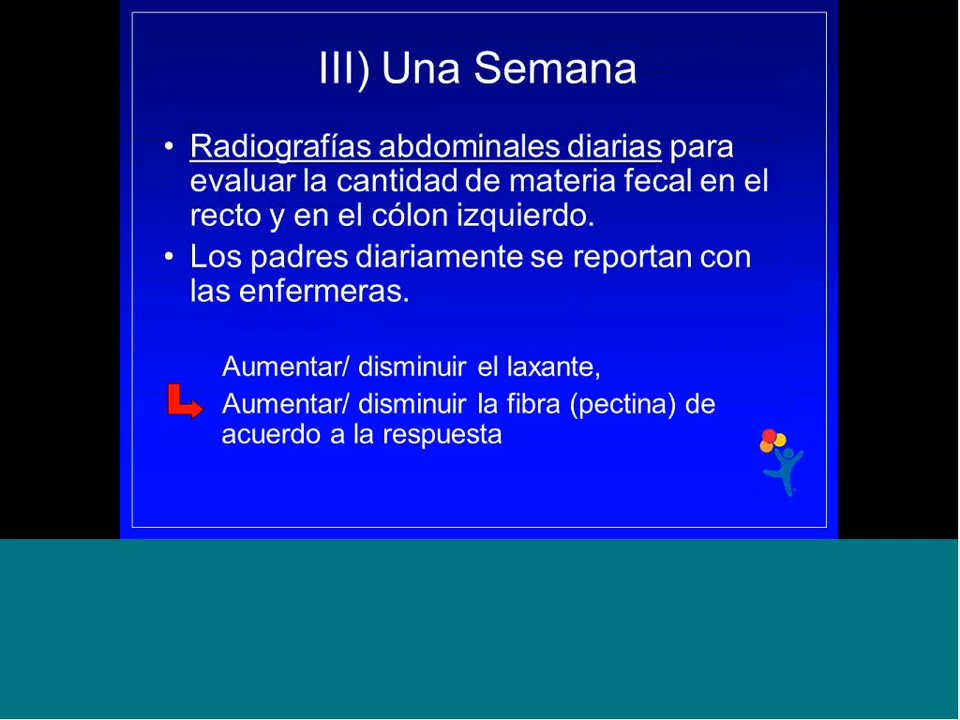 III) Una Semana
• Radiografías abdominales diarias para
evaluar la cantidad de materia fecal en el
recto y en el cólon izquierdo.
• Los padres diariamente se reportan con
las enfermeras.
Aumentar/ disminuir el laxante,
Aumentar/ disminuir la fibra (pectina) de
acuerdo a la respuesta